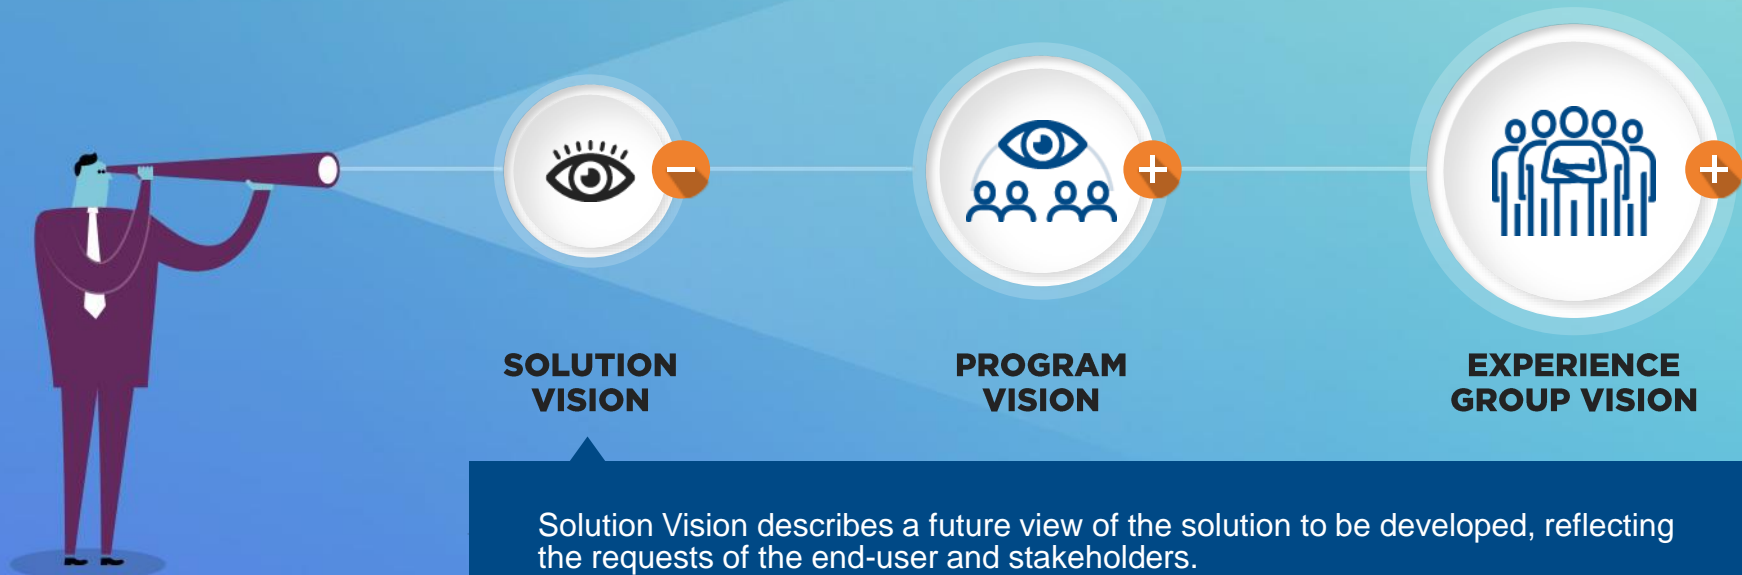 SOLUTION
VISION
PROGRAM
VISION
EXPERIENCE
GROUP VISION
Solution Vision describes a future view of the solution to be developed, reflecting
the requests of the end-user and stakeholders.